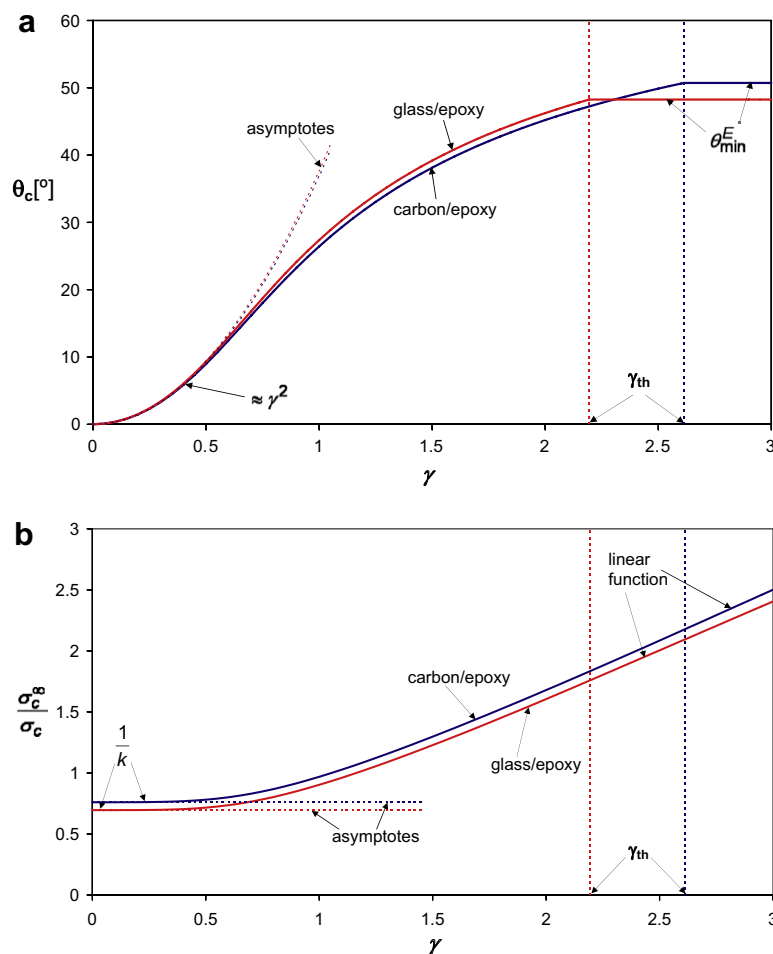 a
60
50
40
30
20
10
0
θc[º]
asymptotes
glass/epoxy
carbon/epoxy
θ^E_min
≈ γ²
γth
0 0.5 1 1.5 2 2.5 3
γ
b
3
2.5
2
1.5
1
0.5
0
σc^∞
σc
linear
function
carbon/epoxy
glass/epoxy
1
k
asymptotes
γth
0 0.5 1 1.5 2 2.5 3
γ